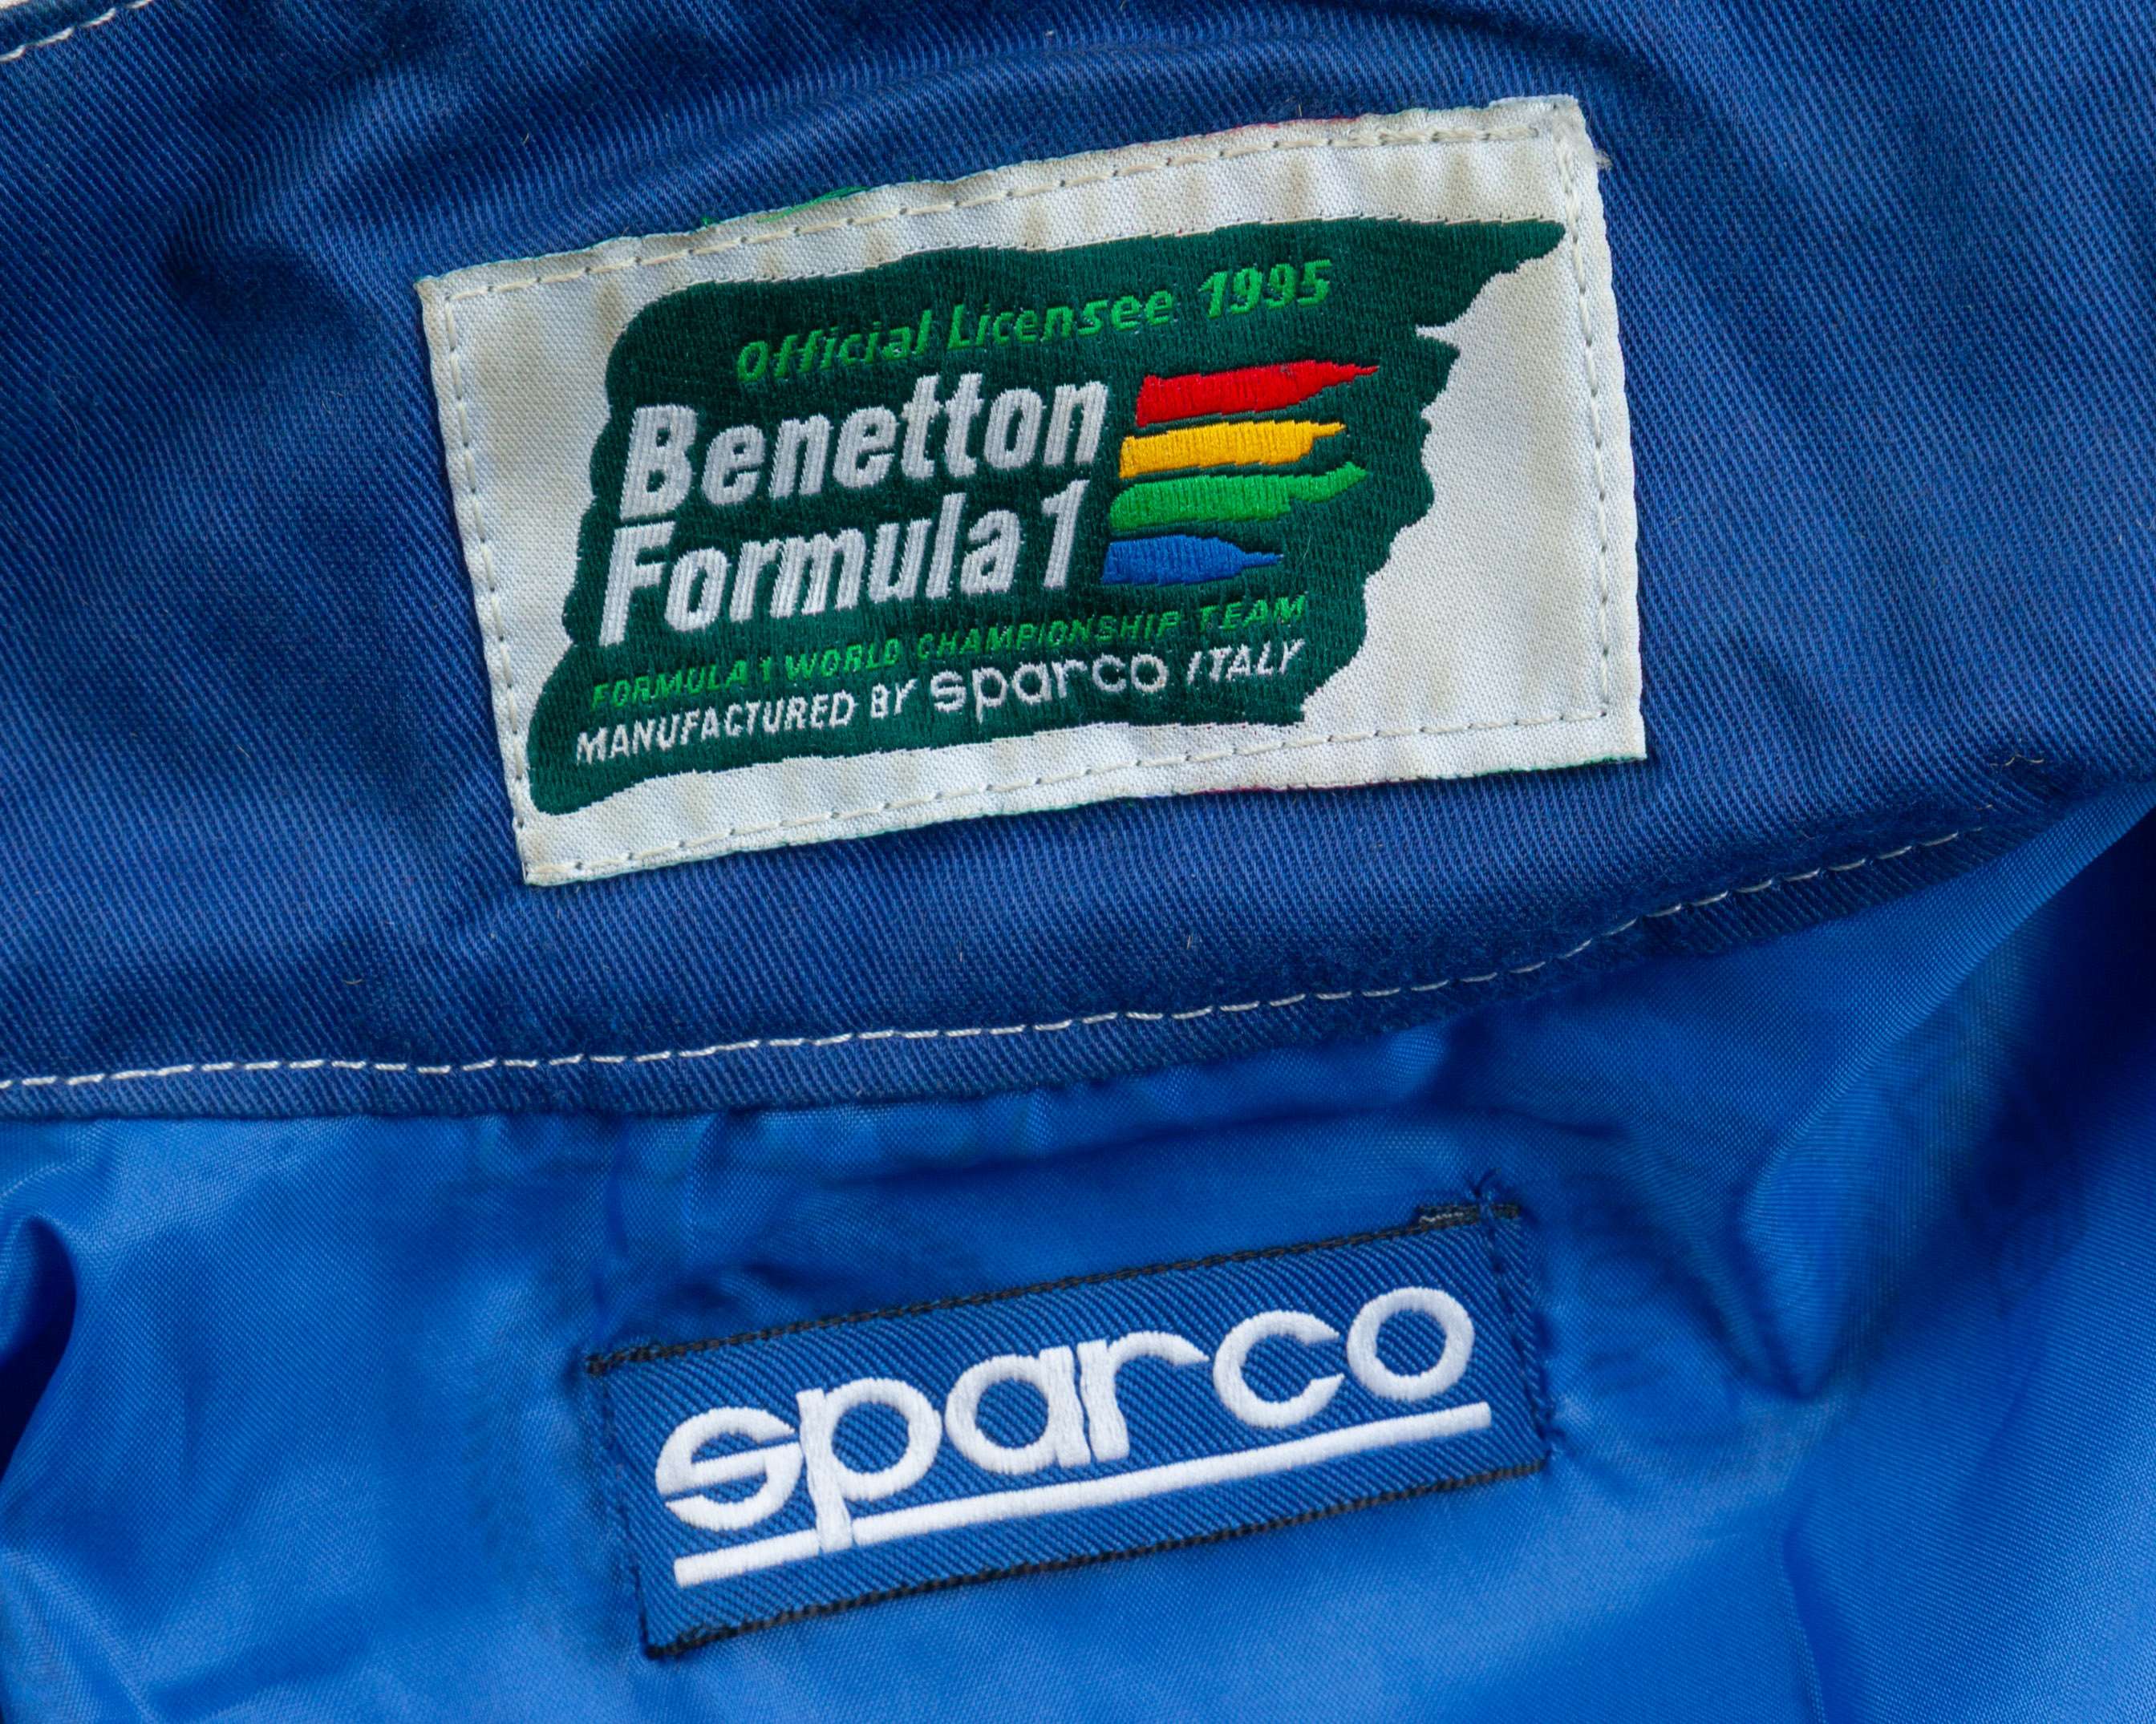 Official Licensee 1995
Benetton
Formula 1
FORMULA 1 WORLD CHAMPIONSHIP TEAM
MANUFACTURED BY sparco ITALY
sparco